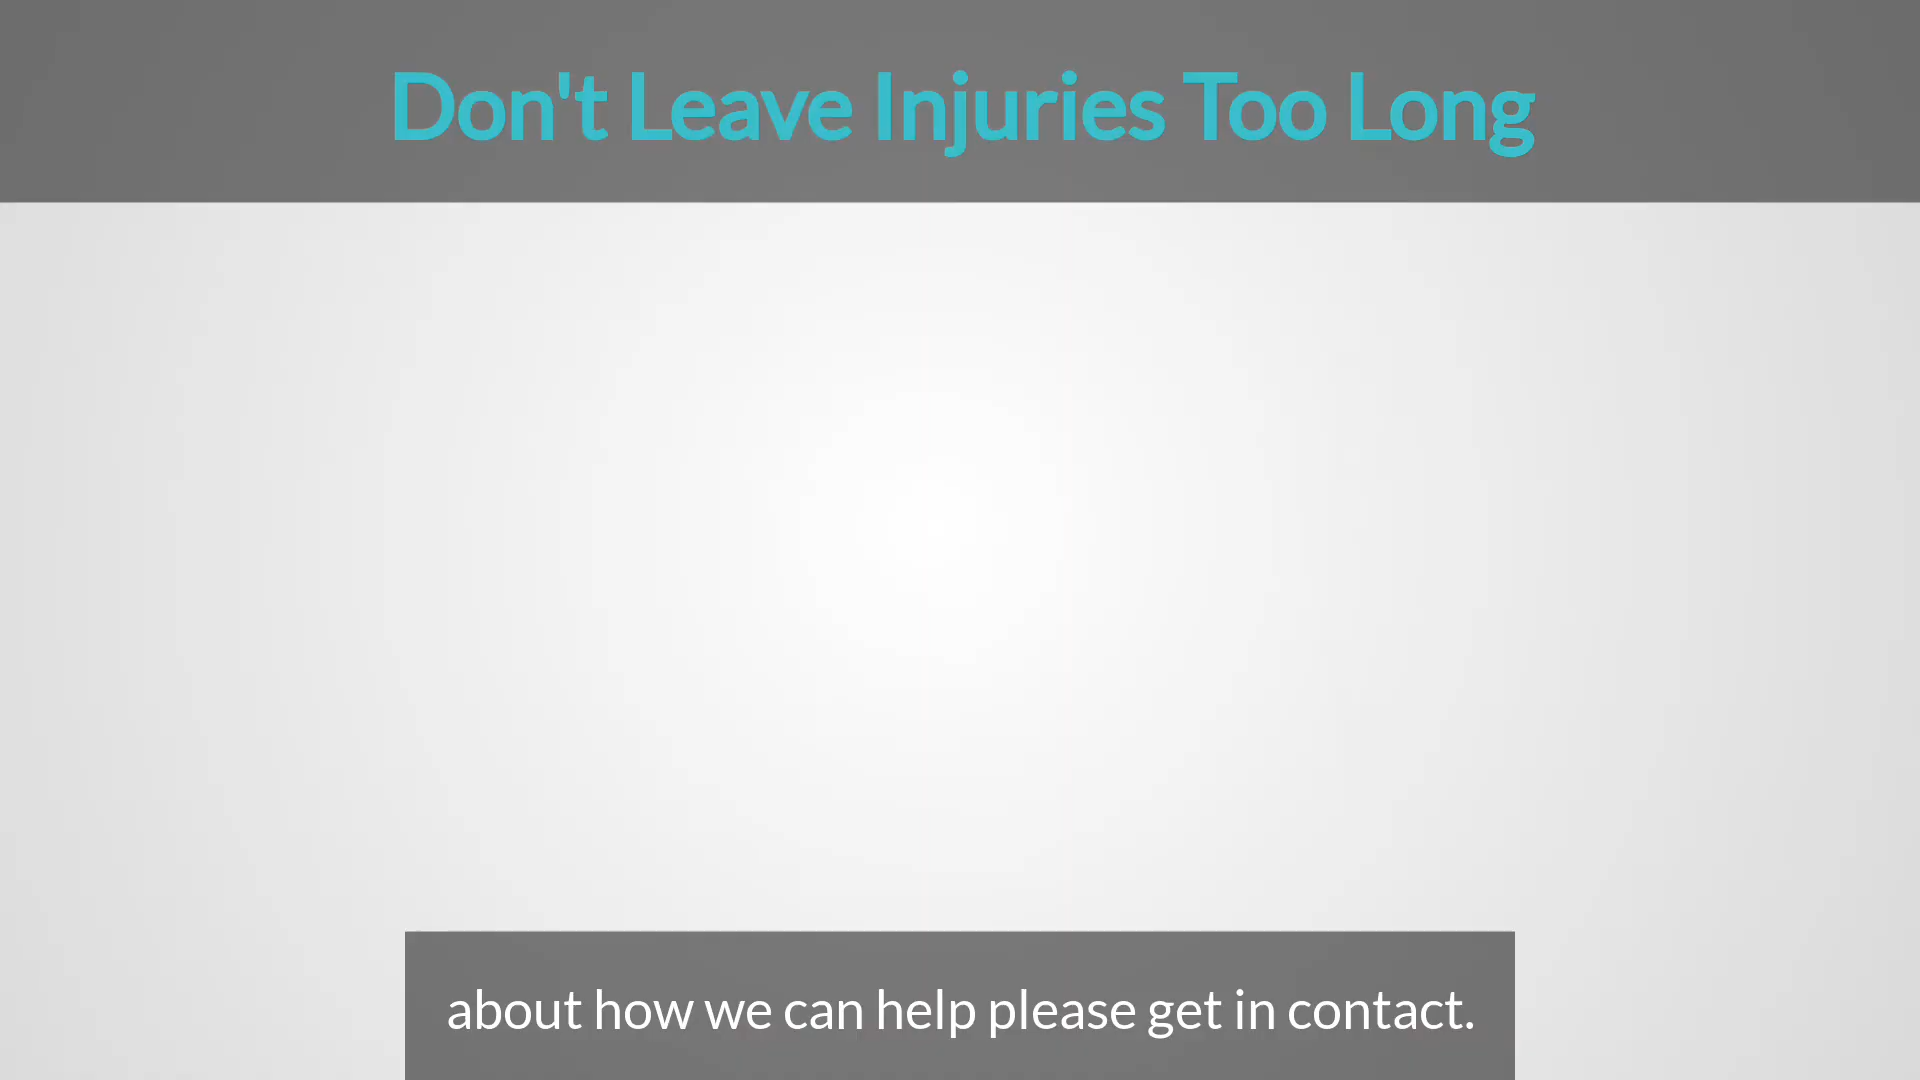 Don't Leave Injuries Too Long
about how we can help please get in contact.